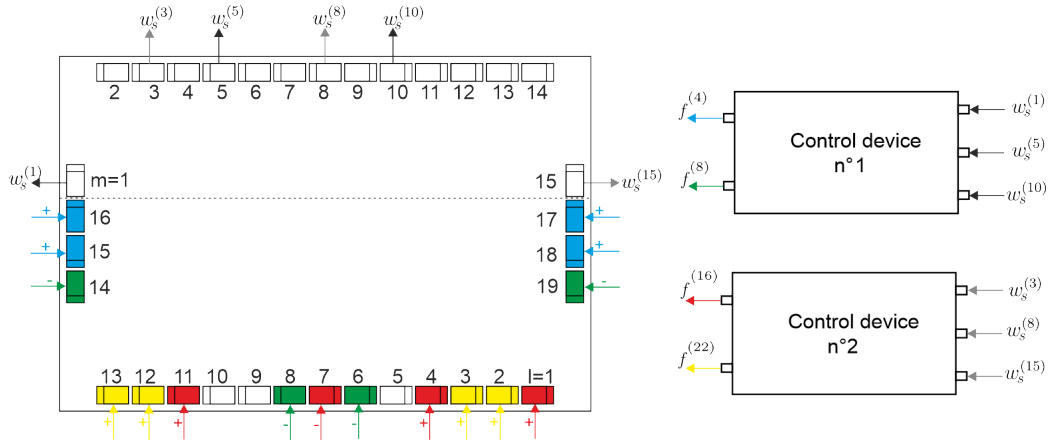 w_s^(3) w_s^(5) w_s^(8) w_s^(10)
2 3 4 5 6 7 8 9 10 11 12 13 14
w_s^(1) m=1 15 w_s^(15)
+ 16 17 +
+ 15 18 +
- 14 19 -
13 12 11 10 9 8 7 6 5 4 3 2 l=1
+ + + - - - + + + +
f^(4) w_s^(1)
Control device
n°1
w_s^(5)
f^(8) w_s^(10)
f^(16) w_s^(3)
Control device
n°2
w_s^(8)
f^(22) w_s^(15)